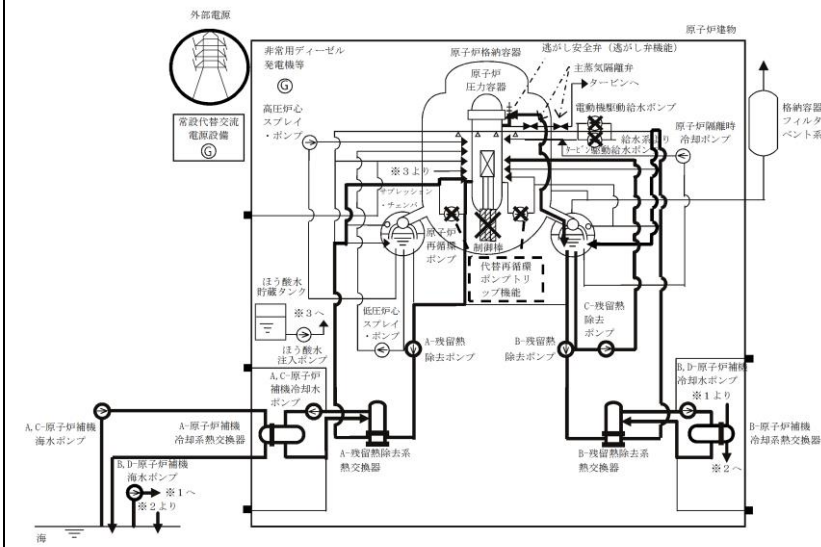 外部電源
原子炉建物
非常用ディーゼル
発電機等
G
原子炉格納容器
逃がし安全弁（逃がし弁機能）
原子炉
圧力容器
主蒸気隔離弁
タービンへ
常設代替交流
電源設備
G
高圧炉心
スプレイ
・ポンプ
電動機駆動給水ポンプ
給水系より
タービン駆動給水ポンプ
原子炉隔離時
冷却ポンプ
格納容器
フィルタ
ベント系
※3より
サプレッション
・チェンバ
原子炉
再循環
ポンプ
制御棒
代替再循環
ポンプトリ
ップ機能
ほう酸水
貯蔵タンク
※3へ
ほう酸水
注入ポンプ
低圧炉心
スプレイ
・ポンプ
A-残留熱
除去ポンプ
B-残留熱
除去ポンプ
C-残留熱
除去
ポンプ
A,C-原子炉
補機冷却水
ポンプ
B,D-原子炉補機
冷却水ポンプ
※1より
A,C-原子炉補機
海水ポンプ
A-原子炉補機
冷却系熱交換器
A-残留熱除去系
熱交換器
B-残留熱除去系
熱交換器
B-原子炉補機
冷却系熱交換器
※2へ
B,D-原子炉補機
海水ポンプ
※1へ
※2より
海